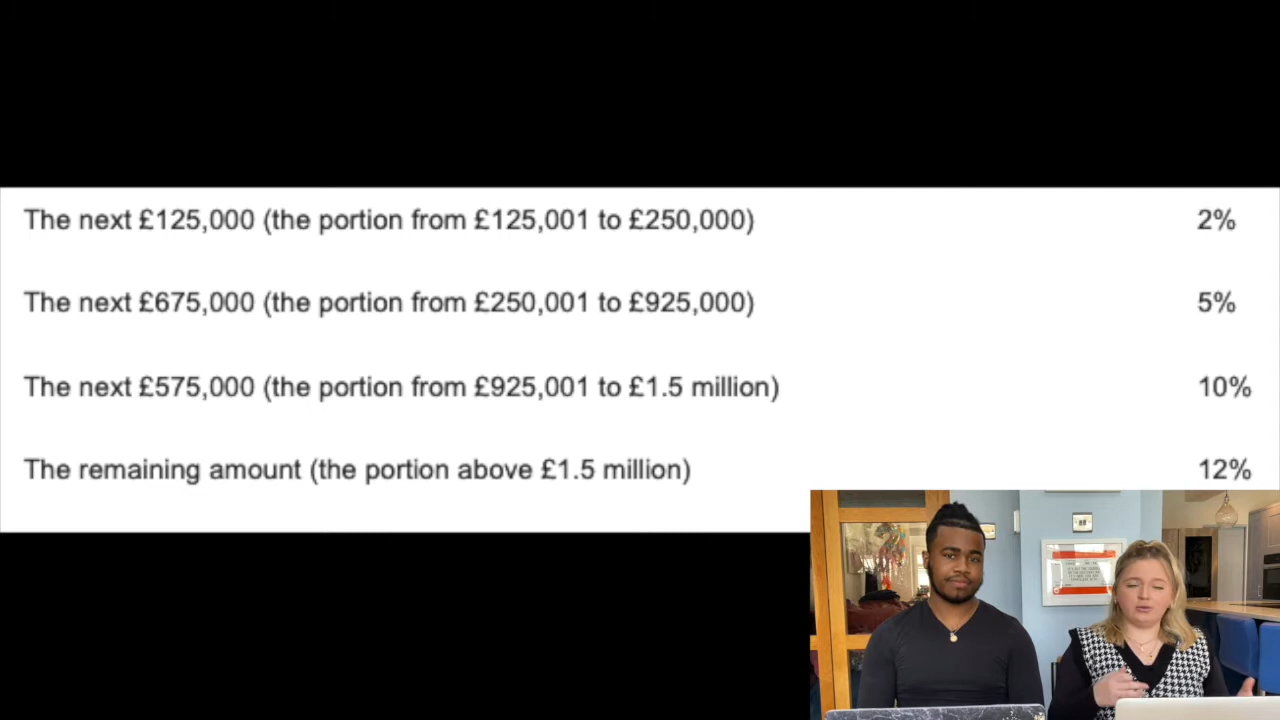 The next £125,000 (the portion from £125,001 to £250,000) 2%
The next £675,000 (the portion from £250,001 to £925,000) 5%
The next £575,000 (the portion from £925,001 to £1.5 million) 10%
The remaining amount (the portion above £1.5 million) 12%